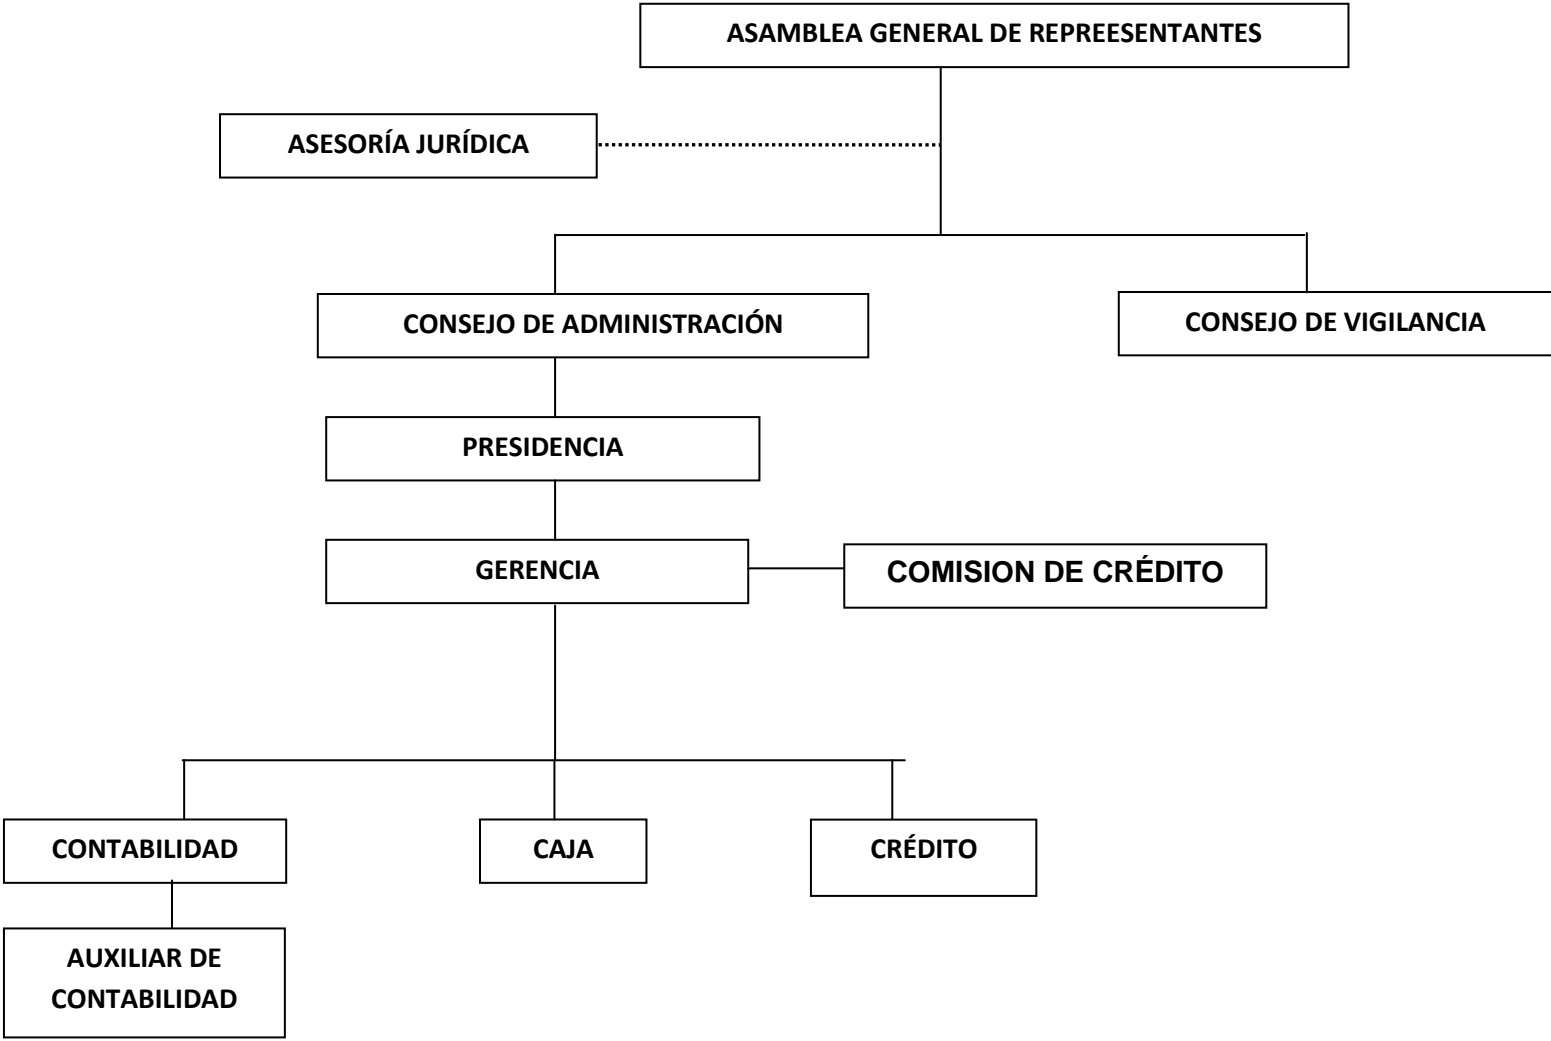 ASAMBLEA GENERAL DE REPREESENTANTES
ASESORÍA JURÍDICA
CONSEJO DE ADMINISTRACIÓN
CONSEJO DE VIGILANCIA
PRESIDENCIA
GERENCIA
COMISION DE CRÉDITO
CONTABILIDAD
CAJA
CRÉDITO
AUXILIAR DE
CONTABILIDAD